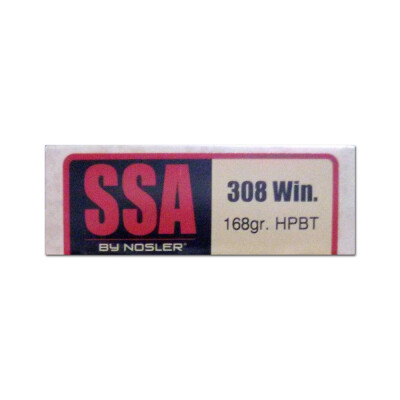 SSA
BY NOSLER®
308 Win.
168gr. HPBT